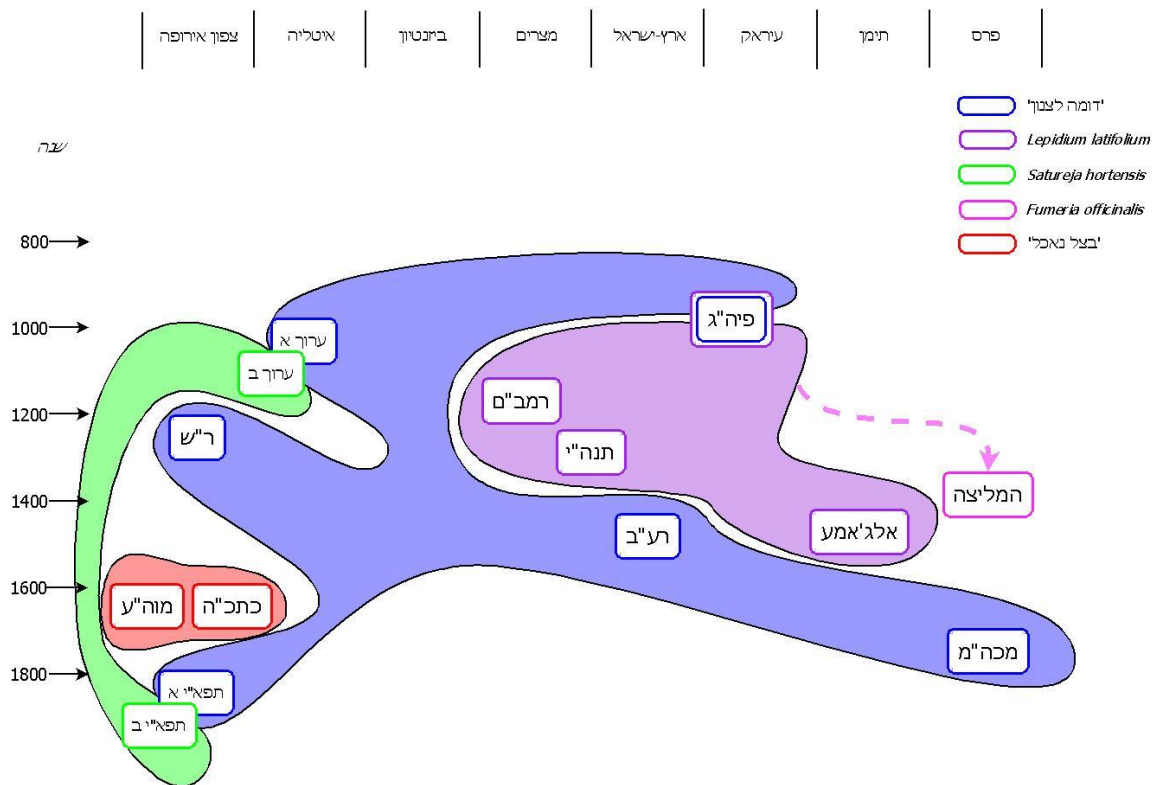 פרס
תימן
עיראק
ארץ-ישראל
מצרים
ביזנטיון
איטליה
צפון אירופה
'דומה לצנון'
Lepidium latifolium
Satureja hortensis
Fumeria officinalis
'בצל נאכל'
שנה
800
1000
1200
1400
1600
1800
פיה"ג
ערוך א
ערוך ב
רמב"ם
ר"ש
תנה"י
המליצה
אלג'אמע
רע"ב
כתכ"ה
מוה"ע
מכה"מ
תפא"י א
תפא"י ב